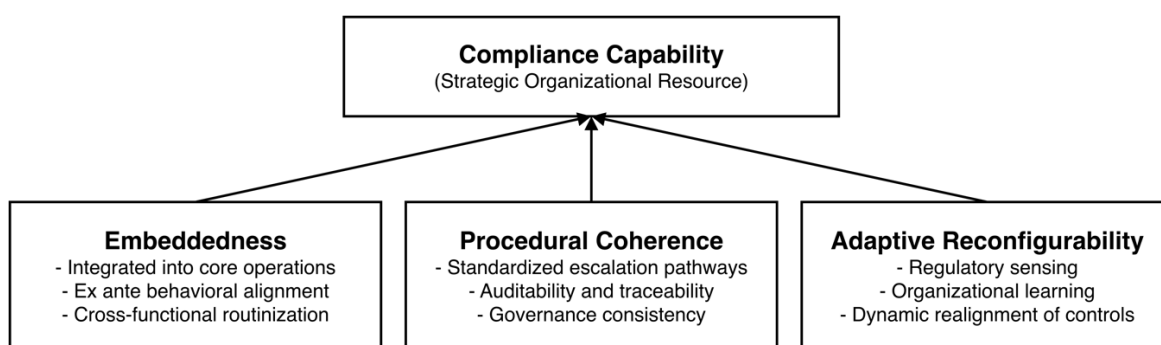 Compliance Capability
(Strategic Organizational Resource)
Embeddedness
- Integrated into core operations
- Ex ante behavioral alignment
- Cross-functional routinization
Procedural Coherence
- Standardized escalation pathways
- Auditability and traceability
- Governance consistency
Adaptive Reconfigurability
- Regulatory sensing
- Organizational learning
- Dynamic realignment of controls